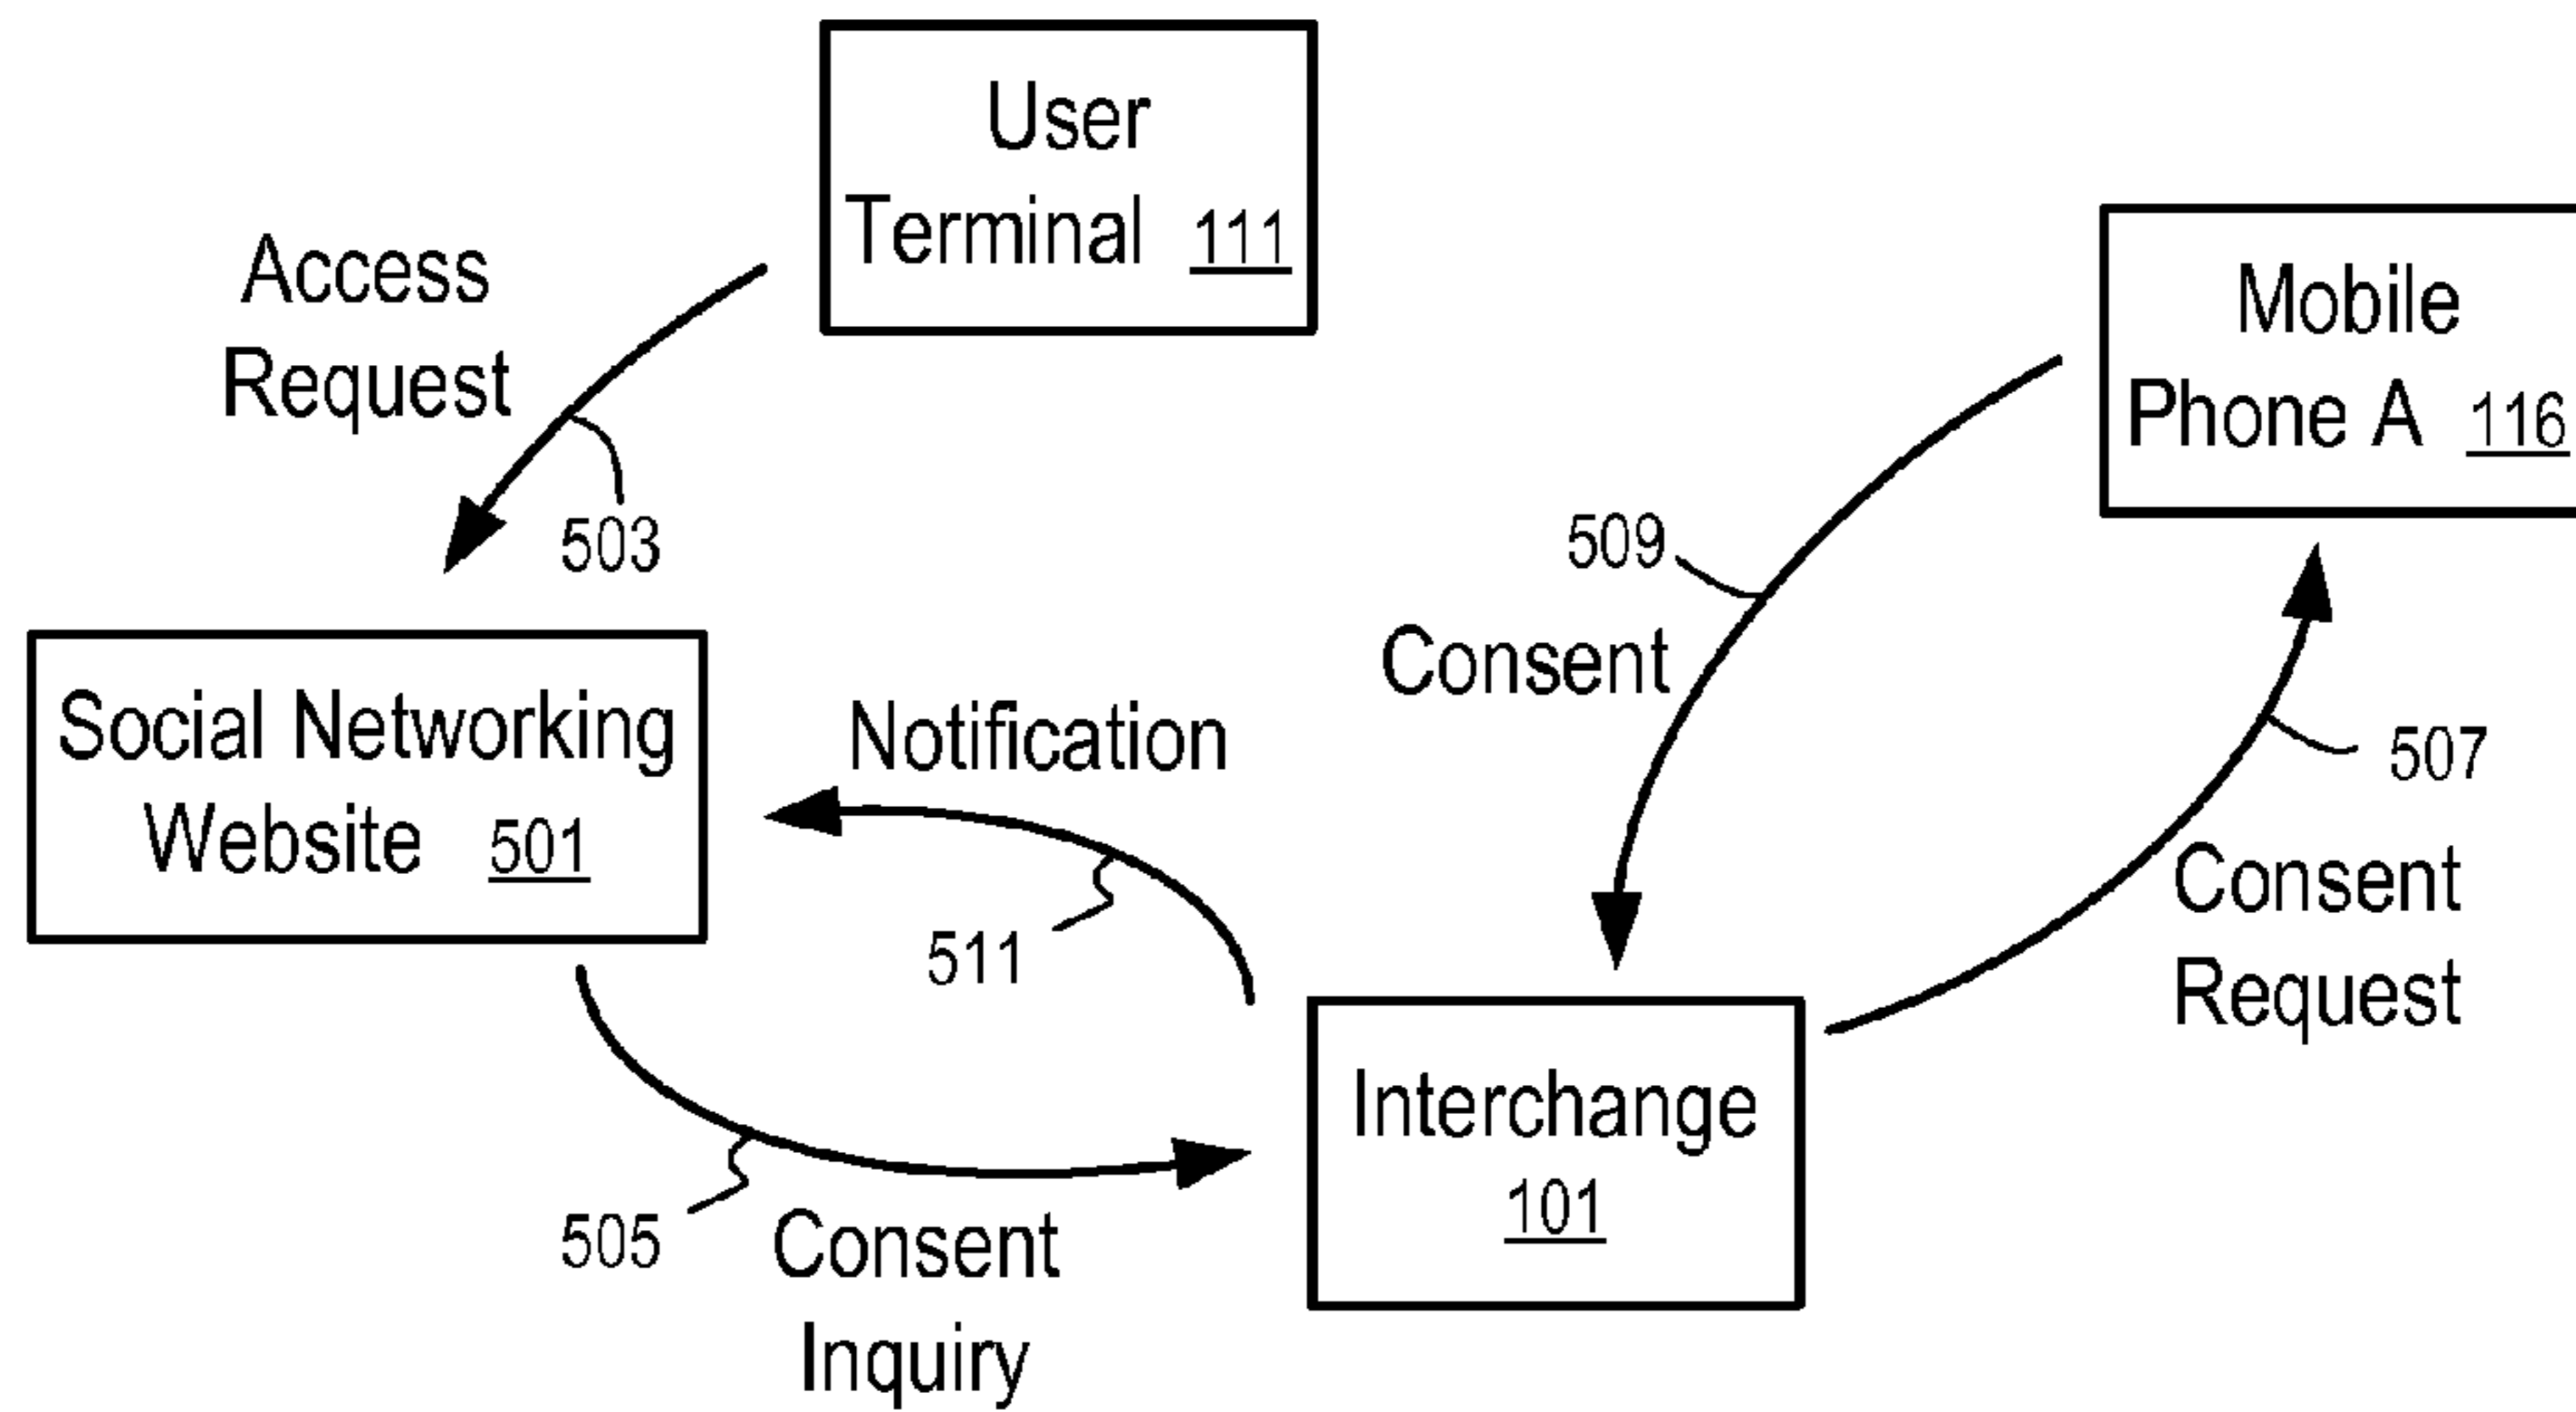 User
Terminal 111
Access
Request
503
Mobile
Phone A 116
509
Consent
Social Networking
Website 501
Notification
511
507
Consent
Request
Interchange
101
505
Consent
Inquiry